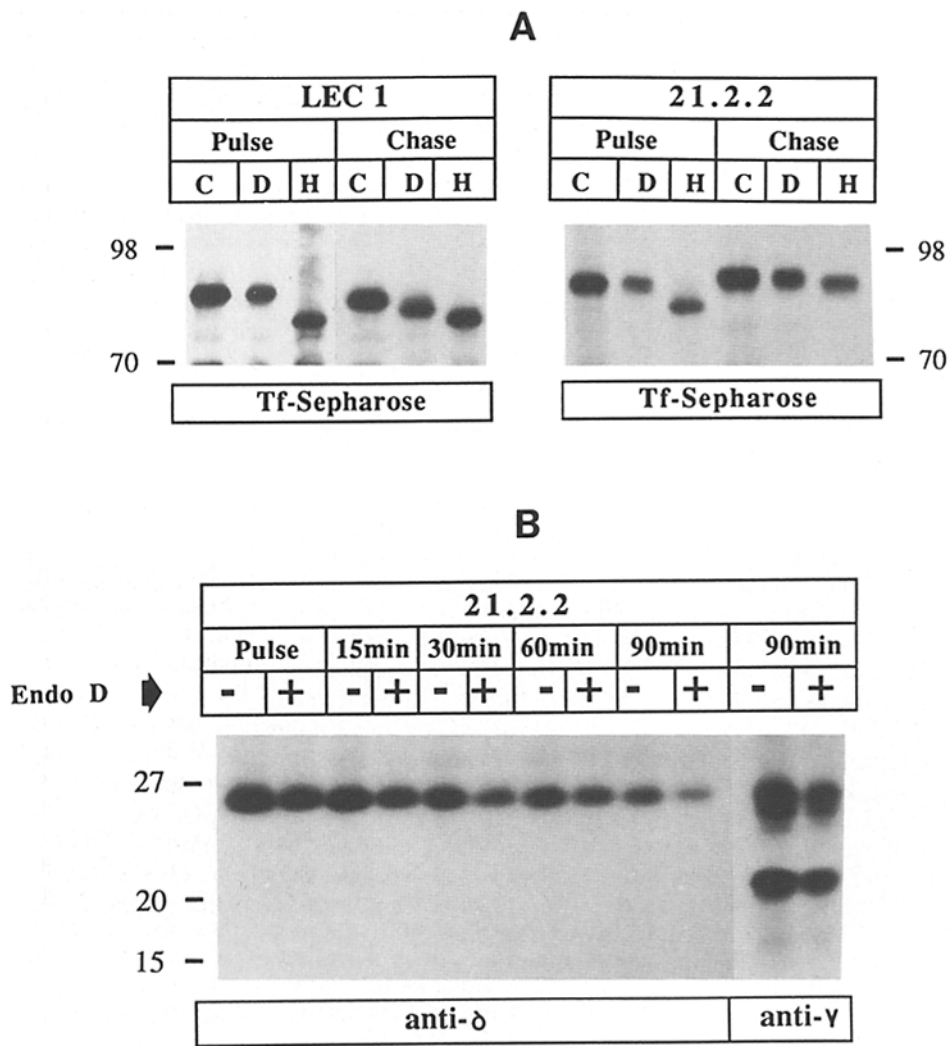 A
LEC 1 21.2.2
Pulse Chase Pulse Chase
C D H C D H C D H C D H
98 98
70 70
Tf-Sepharose Tf-Sepharose
B
21.2.2
Pulse 15min 30min 60min 90min 90min
Endo D - + - + - + - + - + - +
27
20
15
anti-δ anti-γ